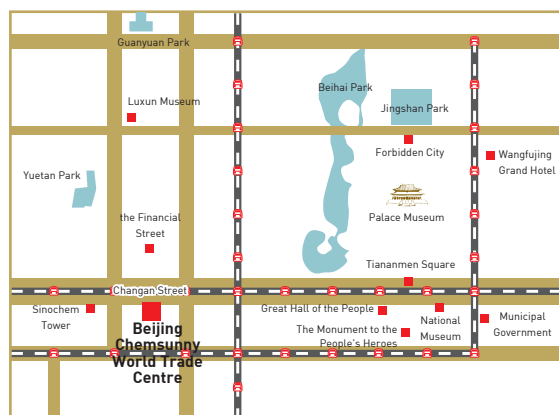 Guanyuan Park
Beihai Park
Luxun Museum
Jingshan Park
Forbidden City
Wangfujing
Grand Hotel
Yuetan Park
the Financial
Street
Palace Museum
Tiananmen Square
Changan Street
Sinochem
Tower
Great Hall of the People
National
Museum
Municipal
Government
The Monument to the
People's Heroes
Beijing
Chemsunny
World Trade
Centre